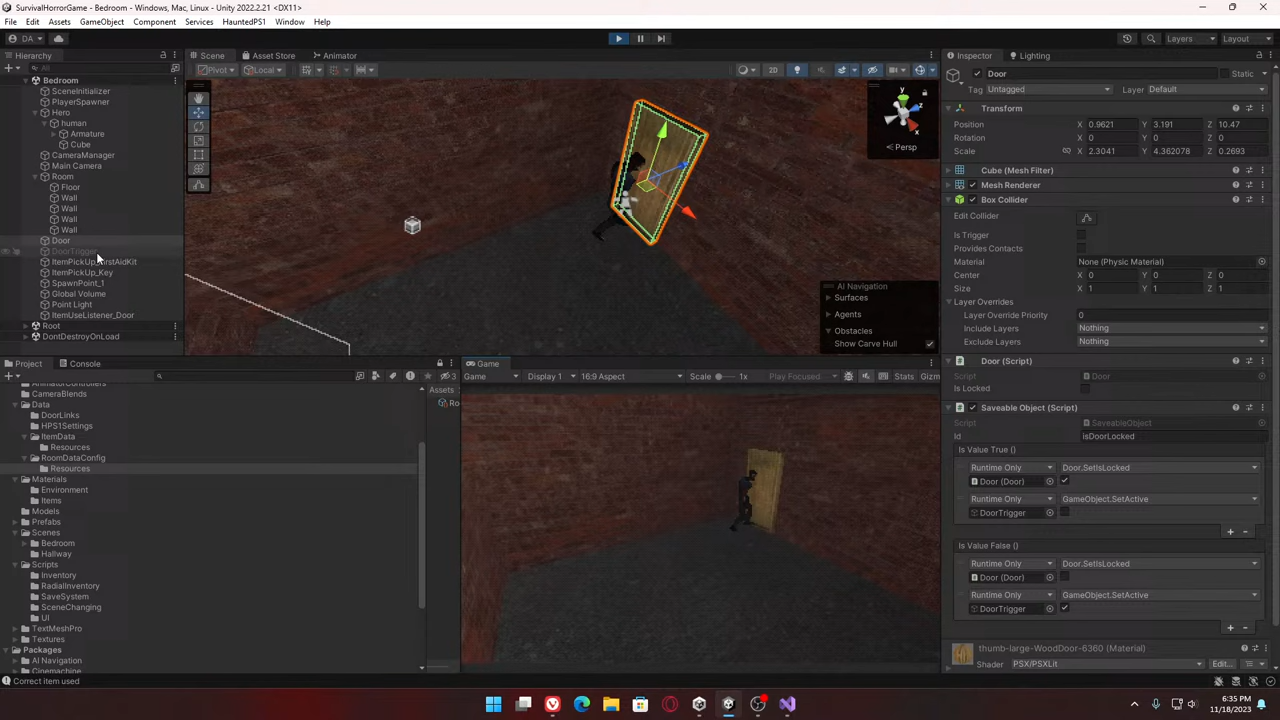 SurvivalHorrorGame - Bedroom - Windows, Mac, Linux - Unity 2022.2.21 <DX11>
File Edit Assets GameObject Component Services HauntedPS1 Window Help
DA
Layers
Layout
Hierarchy
All
Bedroom
SceneInitializer
PlayerSpawner
Hero
human
Armature
Cube
CameraManager
Main Camera
Room
Floor
Wall
Wall
Wall
Wall
Door
DoorTrigger
ItemPickUp_FirstAidKit
ItemPickUp_Key
SpawnPoint_1
Global Volume
Point Light
ItemUseListener_Door
Root
DontDestroyOnLoad
Scene Asset Store Animator
Pivot Local
2D
y
x
Persp
AI Navigation
Surfaces
Agents
Obstacles
Show Carve Hull
Project Console
3
AnimatorControllers
CameraBlends
Data
DoorLinks
HPS1Settings
ItemData
Resources
RoomDataConfig
Resources
Materials
Environment
Items
Models
Prefabs
Scenes
Bedroom
Hallway
Scripts
Inventory
RadialInventory
SaveSystem
SceneChanging
UI
TextMeshPro
Textures
Packages
AI Navigation
Cinemachine
Assets
Ro
Game
Game Display 1 16:9 Aspect Scale 1x Play Focused Stats Gizm
Inspector Lighting
Door Static
Tag Untagged Layer Default
Transform
Position X 0.9621 Y 3.191 Z 10.47
Rotation X 0 Y 0 Z 0
Scale X 2.3041 Y 4.362078 Z 0.2693
Cube (Mesh Filter)
Mesh Renderer
Box Collider
Edit Collider
Is Trigger
Provides Contacts
Material None (Physic Material)
Center X 0 Y 0 Z 0
Size X 1 Y 1 Z 1
Layer Overrides
Layer Override Priority 0
Include Layers Nothing
Exclude Layers Nothing
Door (Script)
Script Door
Is Locked
Saveable Object (Script)
Script SaveableObject
Id isDoorLocked
Is Value True ()
Runtime Only Door.SetIsLocked
Door (Door)
Runtime Only GameObject.SetActive
DoorTrigger
+ -
Is Value False ()
Runtime Only Door.SetIsLocked
Door (Door)
Runtime Only GameObject.SetActive
DoorTrigger
+ -
thumb-large-WoodDoor-6360 (Material)
Shader PSX/PSXLit Edit...
Correct item used
6:35 PM
11/18/2023